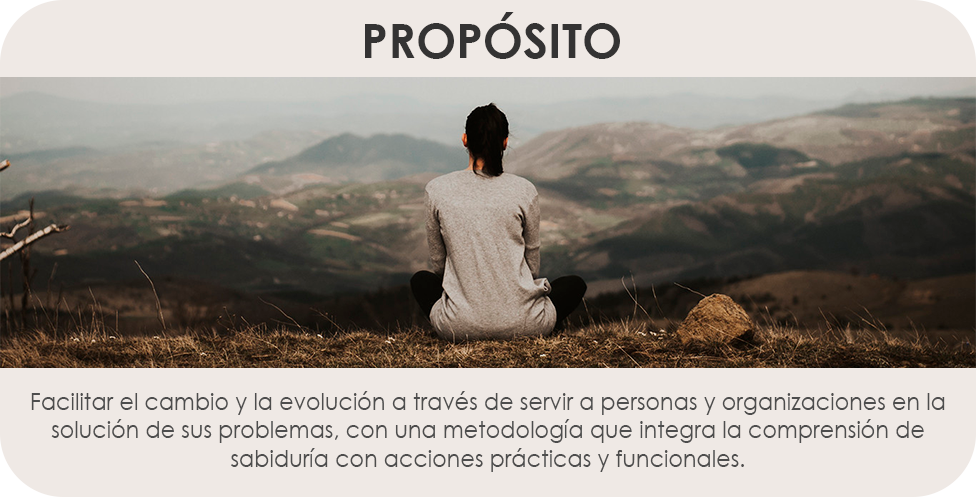 PROPÓSITO
Facilitar el cambio y la evolución a través de servir a personas y organizaciones en la
solución de sus problemas, con una metodología que integra la comprensión de
sabiduría con acciones prácticas y funcionales.